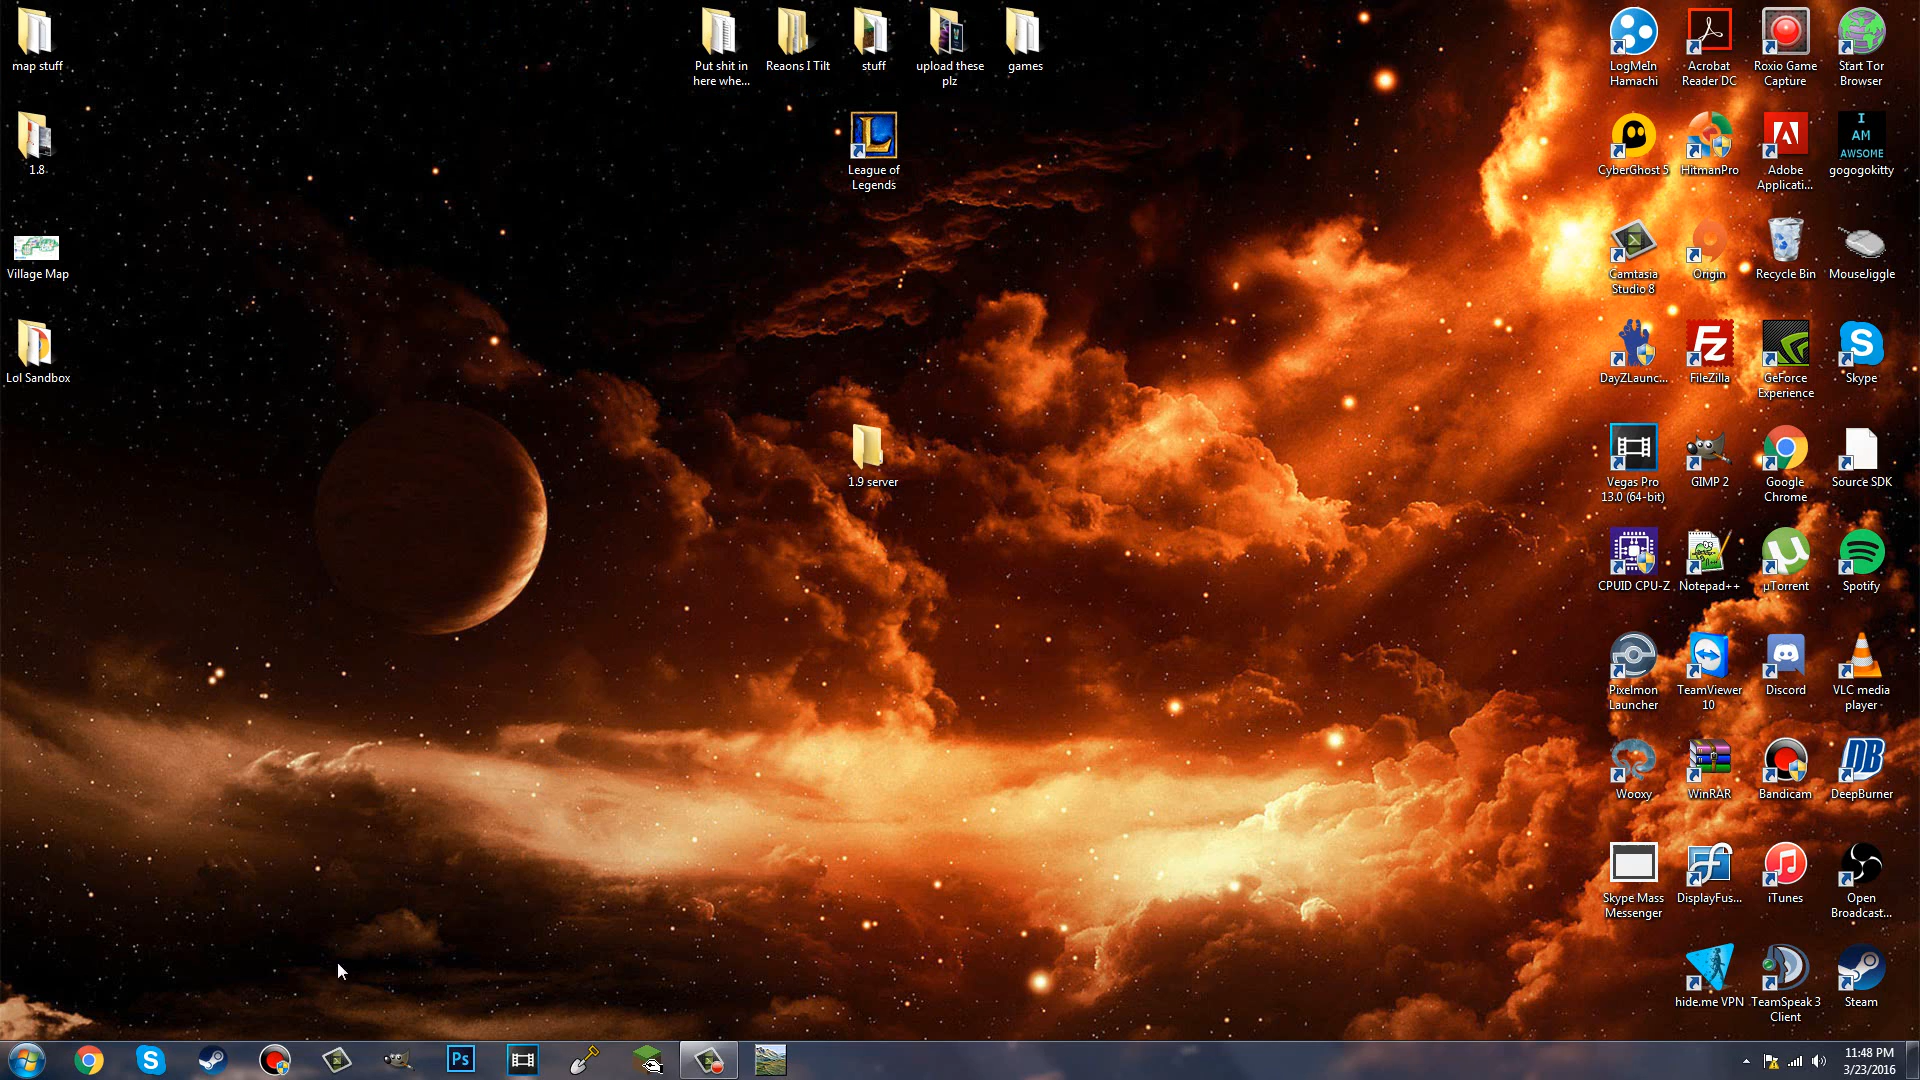 map stuff
Put shit in
here whe...
Reaons I Tilt
stuff
upload these
plz
games
LogMeIn
Hamachi
Acrobat
Reader DC
Roxio Game
Capture
Start Tor
Browser
1.8
League of
Legends
CyberGhost 5
HitmanPro
Adobe
Applicati...
I
AM
AWSOME
gogogokitty
Village Map
Camtasia
Studio 8
Origin
Recycle Bin
MouseJiggle
Lol Sandbox
DayZLaunc...
FileZilla
GeForce
Experience
Skype
1.9 server
Vegas Pro
13.0 (64-bit)
GIMP 2
Google
Chrome
Source SDK
CPUID CPU-Z
Notepad++
µTorrent
Spotify
Pixelmon
Launcher
TeamViewer
10
Discord
VLC media
player
Wooxy
WinRAR
Bandicam
DB
DeepBurner
Skype Mass
Messenger
DisplayFus...
iTunes
Open
Broadcast...
hide.me VPN
TeamSpeak 3
Client
Steam
Ps
11:48 PM
3/23/2016